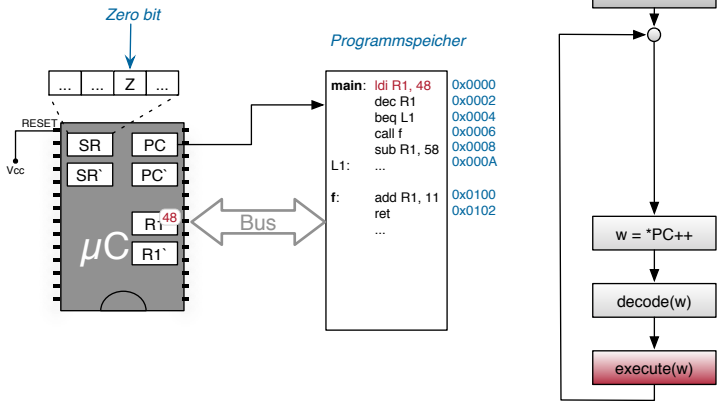 Zero bit
... ... Z ...
RESET
Vcc
SR PC
SR` PC`
R1 48
R1`
µC
Bus
Programmspeicher
main: ldi R1, 48 0x0000
dec R1 0x0002
beq L1 0x0004
call f 0x0006
sub R1, 58 0x0008
L1: ... 0x000A
f: add R1, 11 0x0100
ret 0x0102
...
w = *PC++
decode(w)
execute(w)